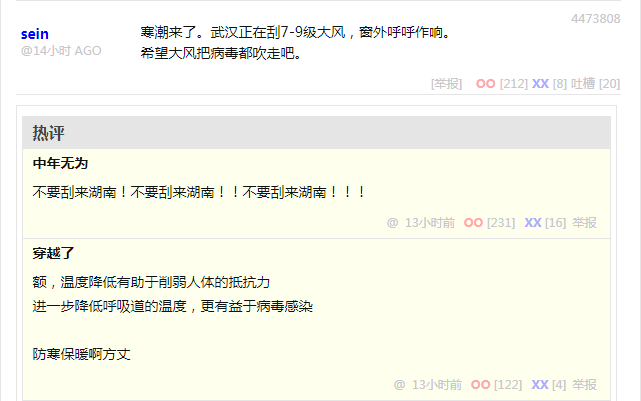 4473808
sein
@14小时 AGO
寒潮来了。武汉正在刮7-9级大风，窗外呼呼作响。
希望大风把病毒都吹走吧。
[举报] OO [212] XX [8] 吐槽 [20]
热评
中年无为
不要刮来湖南！不要刮来湖南！！不要刮来湖南！！！
@ 13小时前 OO [231] XX [16] 举报
穿越了
额，温度降低有助于削弱人体的抵抗力
进一步降低呼吸道的温度，更有益于病毒感染
防寒保暖啊方丈
@ 13小时前 OO [122] XX [4] 举报